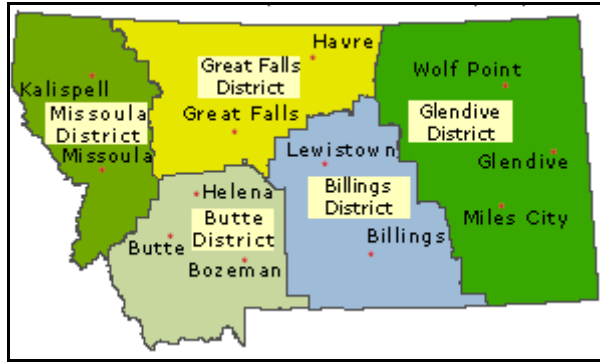 Havre
Great Falls
District
Wolf Point
Kalispell
Missoula
District
Great Falls
Glendive
District
Missoula
Lewistown
Glendive
Helena
Billings
District
Butte
District
Miles City
Butte
Billings
Bozeman